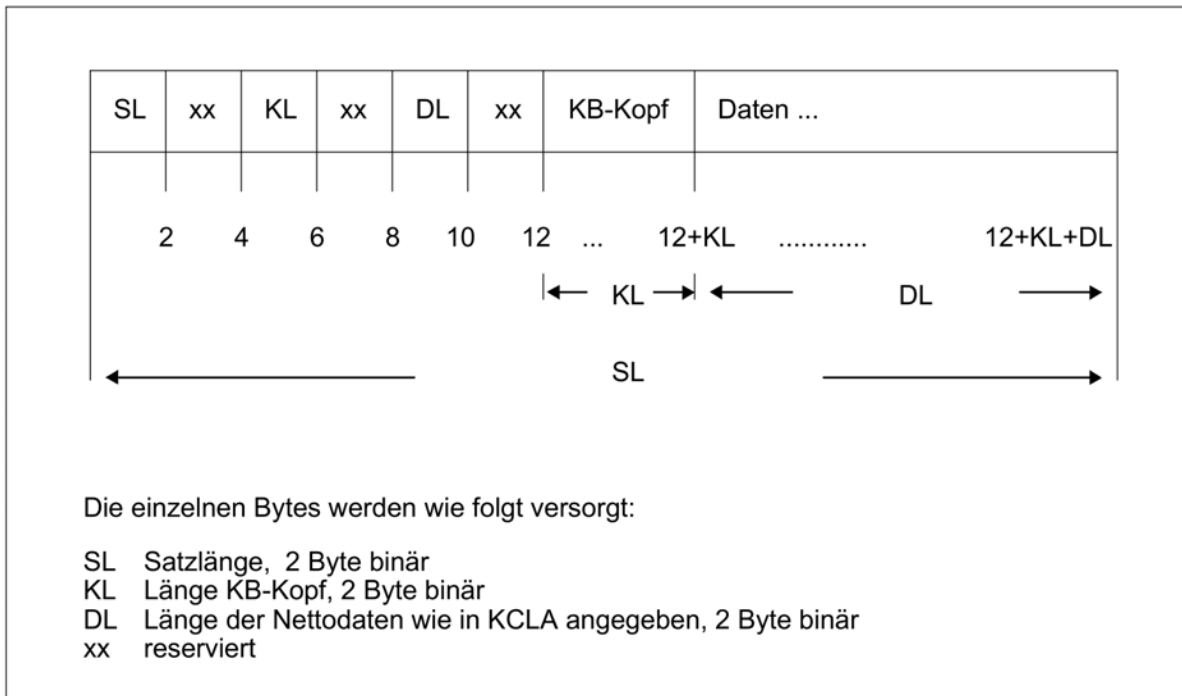 SL xx KL xx DL xx KB-Kopf Daten ...
2 4 6 8 10 12 ... 12+KL ............ 12+KL+DL
KL DL
SL
Die einzelnen Bytes werden wie folgt versorgt:
SL Satzlänge, 2 Byte binär
KL Länge KB-Kopf, 2 Byte binär
DL Länge der Nettodaten wie in KCLA angegeben, 2 Byte binär
xx reserviert